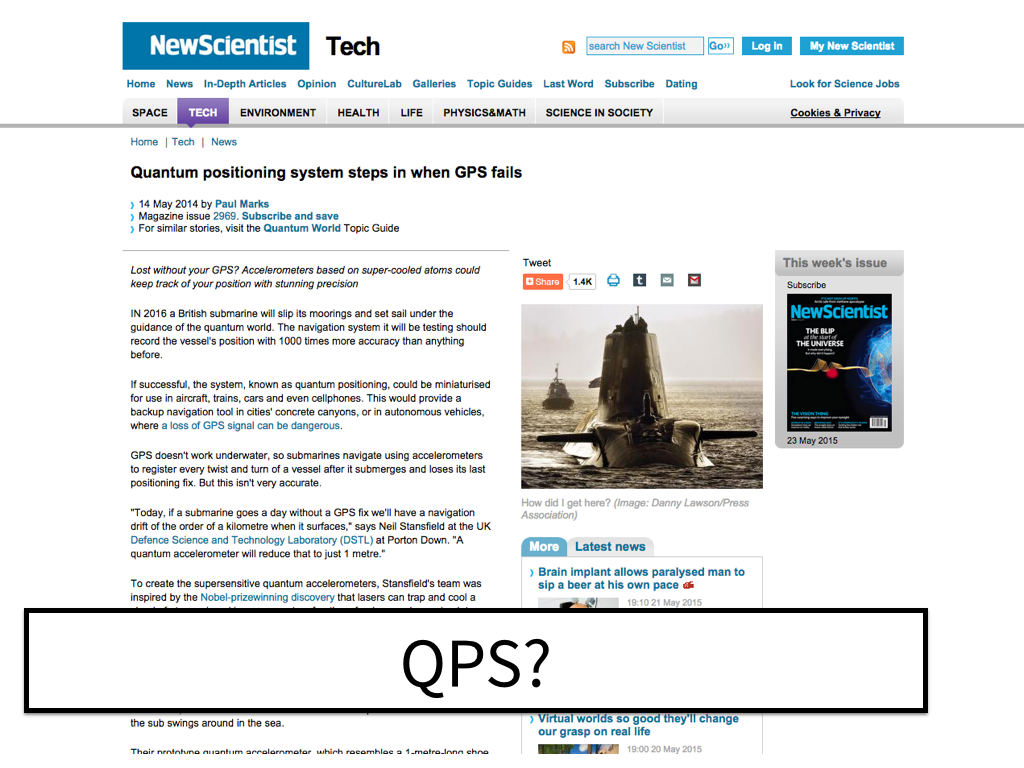 NewScientist
Tech
search New Scientist
Go››
Log in
My New Scientist
Home News In-Depth Articles Opinion CultureLab Galleries Topic Guides Last Word Subscribe Dating
Look for Science Jobs
SPACE TECH ENVIRONMENT HEALTH LIFE PHYSICS&MATH SCIENCE IN SOCIETY
Cookies & Privacy
Home | Tech | News
Quantum positioning system steps in when GPS fails
14 May 2014 by Paul Marks
Magazine issue 2969. Subscribe and save
For similar stories, visit the Quantum World Topic Guide
Lost without your GPS? Accelerometers based on super-cooled atoms could
keep track of your position with stunning precision
IN 2016 a British submarine will slip its moorings and set sail under the
guidance of the quantum world. The navigation system it will be testing should
record the vessel's position with 1000 times more accuracy than anything
before.
If successful, the system, known as quantum positioning, could be miniaturised
for use in aircraft, trains, cars and even cellphones. This would provide a
backup navigation tool in cities' concrete canyons, or in autonomous vehicles,
where a loss of GPS signal can be dangerous.
GPS doesn't work underwater, so submarines navigate using accelerometers
to register every twist and turn of a vessel after it submerges and loses its last
positioning fix. But this isn't very accurate.
"Today, if a submarine goes a day without a GPS fix we'll have a navigation
drift of the order of a kilometre when it surfaces," says Neil Stansfield at the UK
Defence Science and Technology Laboratory (DSTL) at Porton Down. "A
quantum accelerometer will reduce that to just 1 metre."
To create the supersensitive quantum accelerometers, Stansfield's team was
inspired by the Nobel-prizewinning discovery that lasers can trap and cool a
the sub swings around in the sea.
Their prototype quantum accelerometer, which resembles a 1-metre-long shoe
Tweet
Share
1.4K
How did I get here? (Image: Danny Lawson/Press
Association)
More
Latest news
Brain implant allows paralysed man to
sip a beer at his own pace
19:10 21 May 2015
Virtual worlds so good they'll change
our grasp on real life
19:00 20 May 2015
This week's issue
Subscribe
NewScientist
THE BLIP
at the start of
THE UNIVERSE
THE VISION THING
23 May 2015
QPS?